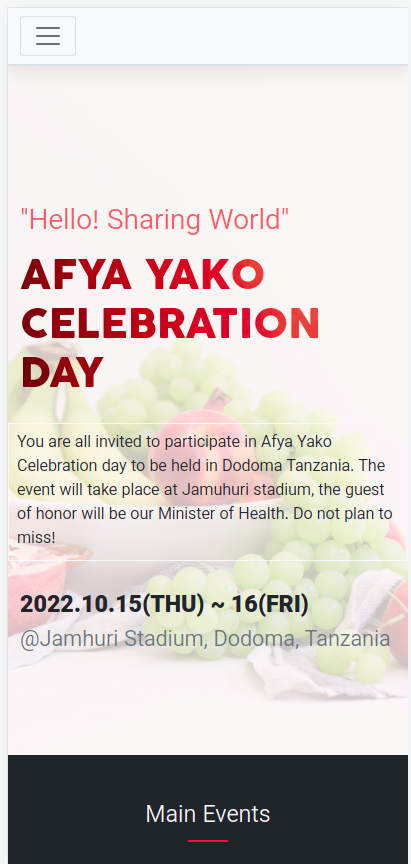 "Hello! Sharing World"
AFYA YAKO
CELEBRATION
DAY
You are all invited to participate in Afya Yako
Celebration day to be held in Dodoma Tanzania. The
event will take place at Jamuhuri stadium, the guest
of honor will be our Minister of Health. Do not plan to
miss!
2022.10.15(THU) ~ 16(FRI)
@Jamhuri Stadium, Dodoma, Tanzania
Main Events